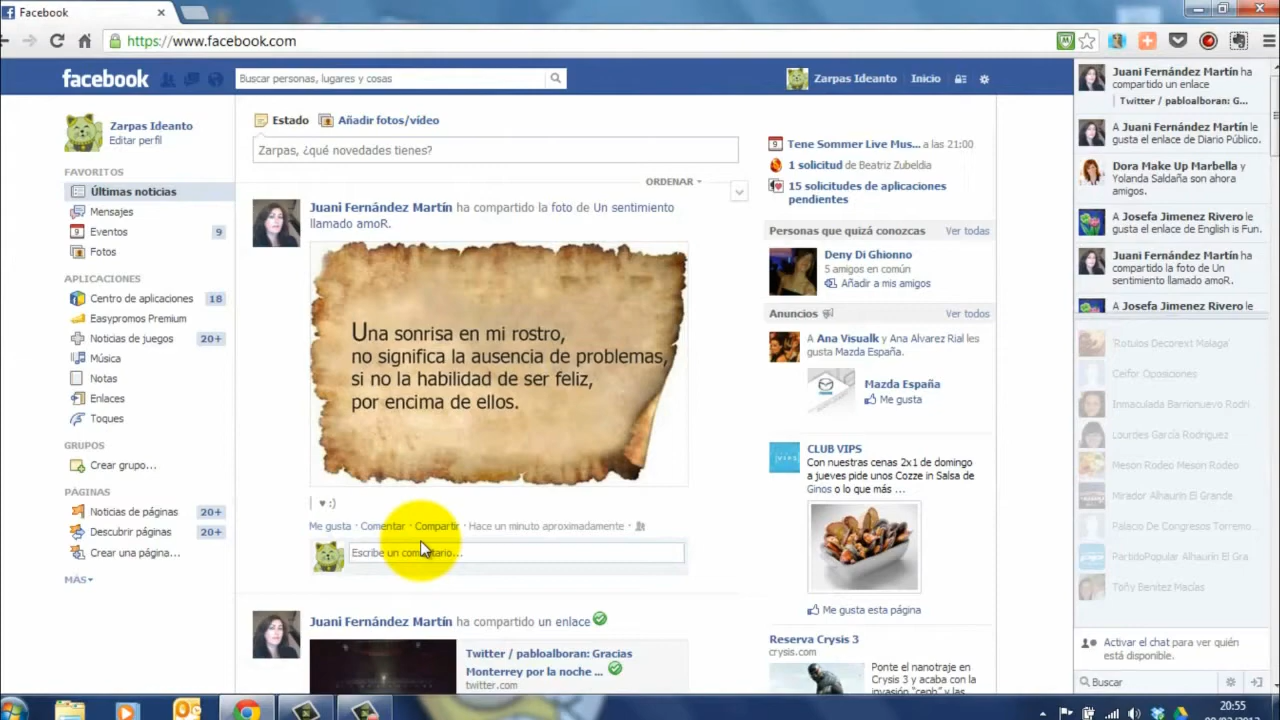 Facebook
https://www.facebook.com
facebook
Buscar personas, lugares y cosas
Zarpas Ideanto
Inicio
Zarpas Ideanto
Editar perfil
FAVORITOS
Últimas noticias
Mensajes
Eventos 9
Fotos
APLICACIONES
Centro de aplicaciones 18
Easypromos Premium
Noticias de juegos 20+
Música
Notas
Enlaces
Toques
GRUPOS
Crear grupo...
PÁGINAS
Noticias de páginas 20+
Descubrir páginas 20+
Crear una página...
MÁS
Estado
Añadir fotos/vídeo
Zarpas, ¿qué novedades tienes?
ORDENAR
Juani Fernández Martín ha compartido la foto de Un sentimiento
llamado amoR.
Una sonrisa en mi rostro,
no significa la ausencia de problemas,
si no la habilidad de ser feliz,
por encima de ellos.
♥ :)
Me gusta · Comentar · Compartir · Hace un minuto aproximadamente ·
Escribe un comentario...
Juani Fernández Martín ha compartido un enlace
Twitter / pabloalboran: Gracias
Monterrey por la noche ...
twitter.com
9 Tene Sommer Live Mus... a las 21:00
1 solicitud de Beatriz Zubeldia
15 solicitudes de aplicaciones
pendientes
Personas que quizá conozcas Ver todas
Deny Di Ghionno
5 amigos en común
Añadir a mis amigos
Anuncios Ver todos
A Ana Visualk y Ana Alvarez Rial les
gusta Mazda España.
Mazda España
Me gusta
VIPS
CLUB VIPS
Con nuestras cenas 2x1 de domingo
a jueves pide unos Cozze in Salsa de
Ginos o lo que más ...
Me gusta esta página
Reserva Crysis 3
crysis.com
Ponte el nanotraje en
Crysis 3 y acaba con la
invasión "ceph" y las
Juani Fernández Martín ha
compartido un enlace
Twitter / pabloalboran: G...
A Juani Fernández Martín le
gusta el enlace de Diario Público.
Dora Make Up Marbella y
Yolanda Saldaña son ahora
amigos.
A Josefa Jimenez Rivero le
gusta el enlace de English is Fun.
Juani Fernández Martín ha
compartido la foto de Un
sentimiento llamado amoR.
A Josefa Jimenez Rivero le
'Rotulos Decorext Malaga'
Ceifor Oposiciones
Inmaculada Barrionuevo Rodri
Lourdes García Rodríguez
Meson Rodeo Meson Rodeo
Mirador Alhaurin El Grande
Palacio De Congresos Torremo
PartidoPopular Alhaurin El Gra
Toñy Benitez Macías
Activar el chat para ver quién
está disponible.
Buscar
20:55